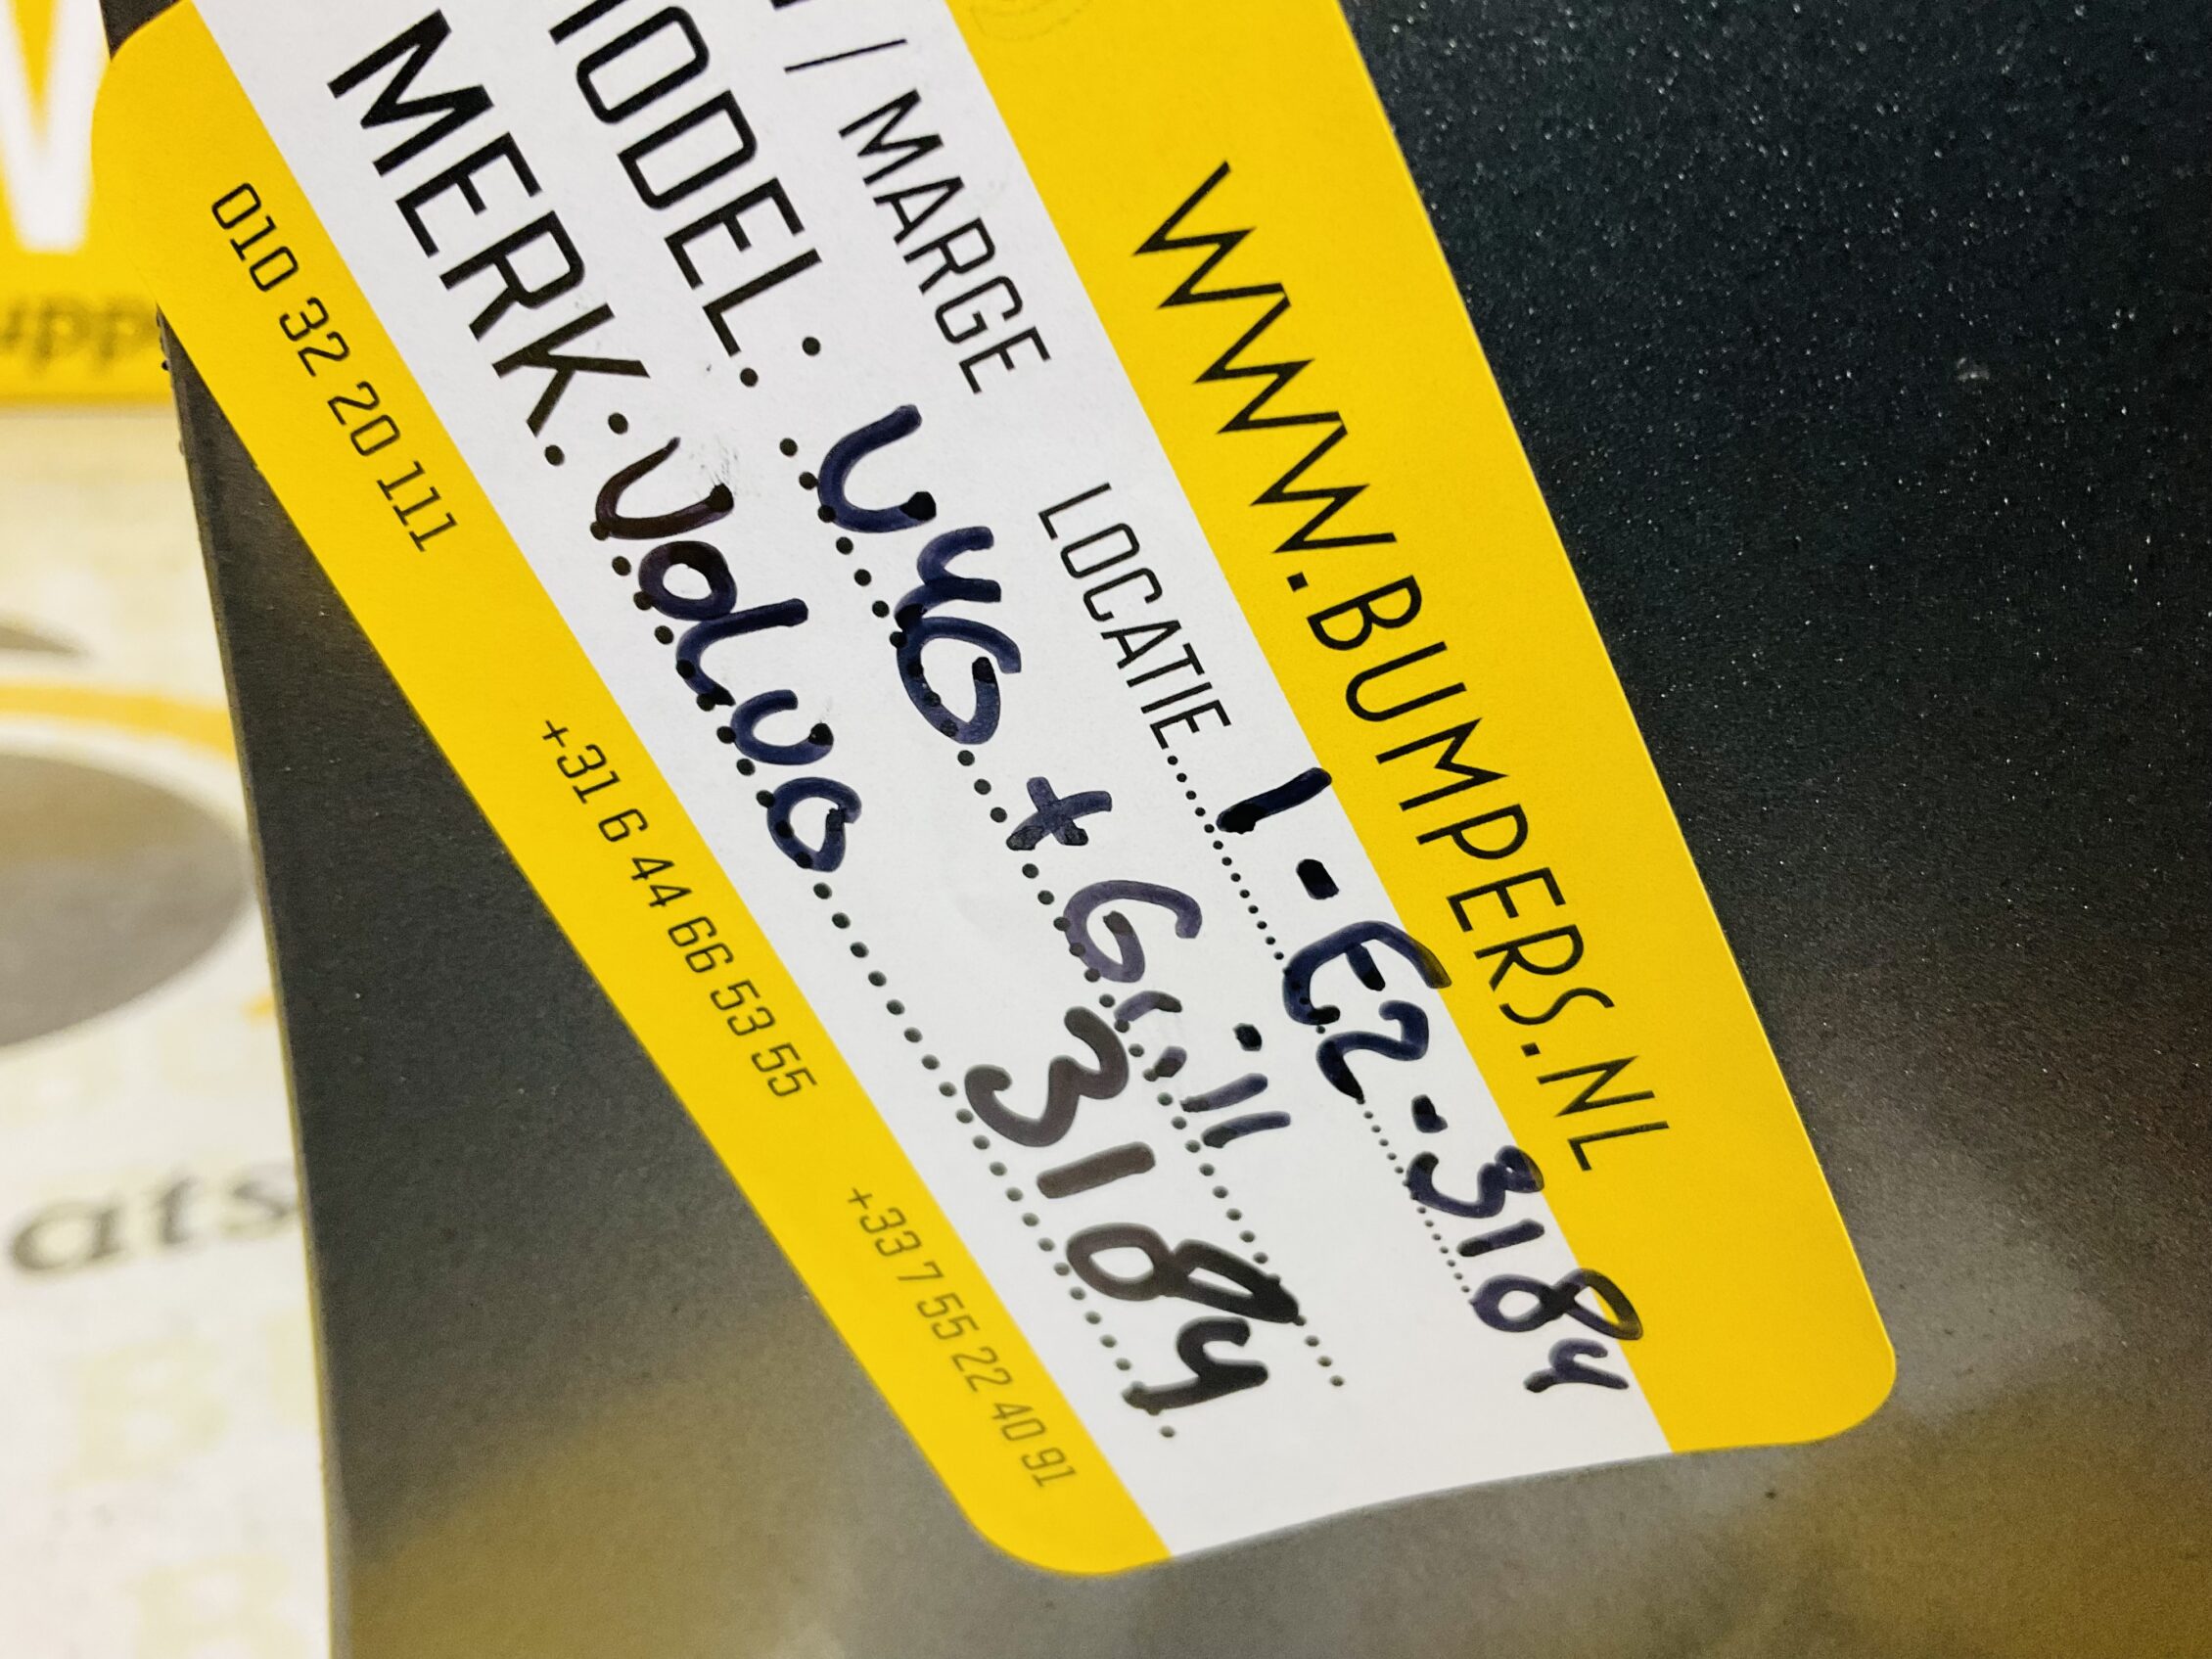 WWW.BUMPERS.NL
/ MARGE LOCATIE 1-E2-3184
MODEL: V40 + Grill
MERK: Volvo 3184
010 32 20 111 +31 6 44 66 53 55 +33 7 55 22 40 91
ats